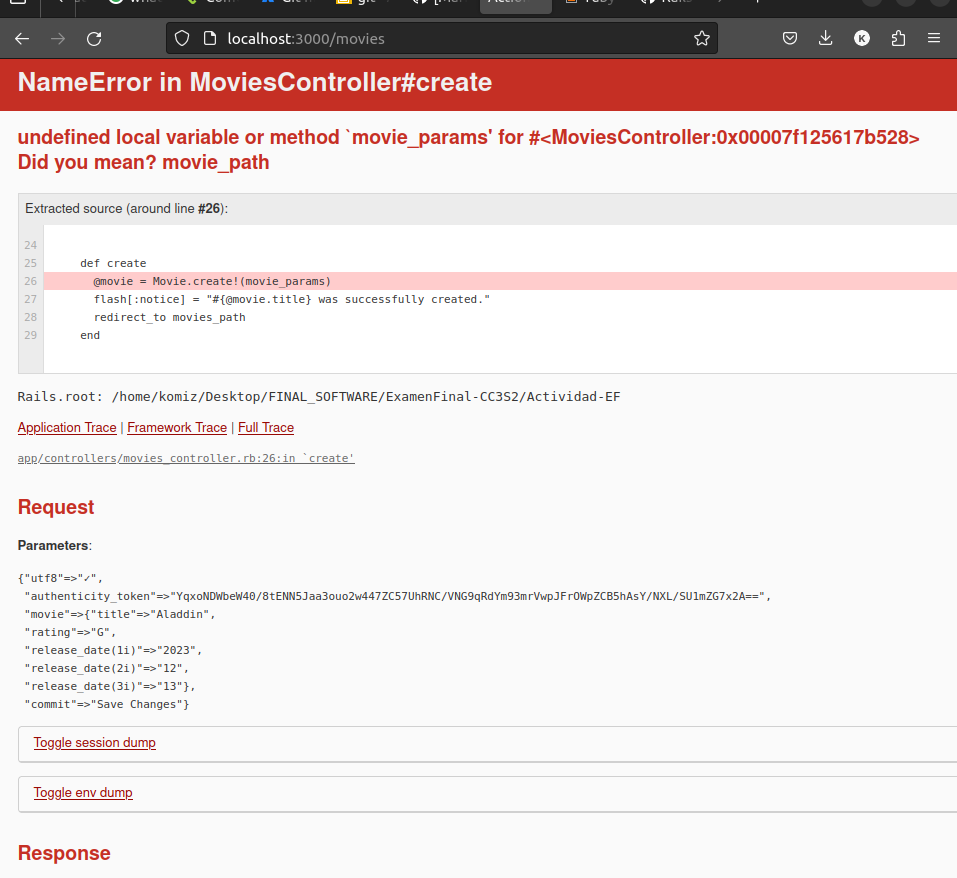 localhost:3000/movies
K
NameError in MoviesController#create
undefined local variable or method `movie_params' for #<MoviesController:0x00007f125617b528>
Did you mean? movie_path
Extracted source (around line #26):
24
25 def create
26 @movie = Movie.create!(movie_params)
27 flash[:notice] = "#{@movie.title} was successfully created."
28 redirect_to movies_path
29 end
Rails.root: /home/komiz/Desktop/FINAL_SOFTWARE/ExamenFinal-CC3S2/Actividad-EF
Application Trace | Framework Trace | Full Trace
app/controllers/movies_controller.rb:26:in `create'
Request
Parameters:
{"utf8"=>"✓",
"authenticity_token"=>"YqxoNDWbeW40/8tENN5Jaa3ouo2w447ZC57UhRNC/VNG9qRdYm93mrVwpJFrOWpZCB5hAsY/NXL/SU1mZG7x2A==",
"movie"=>{"title"=>"Aladdin",
"rating"=>"G",
"release_date(1i)"=>"2023",
"release_date(2i)"=>"12",
"release_date(3i)"=>"13"},
"commit"=>"Save Changes"}
Toggle session dump
Toggle env dump
Response